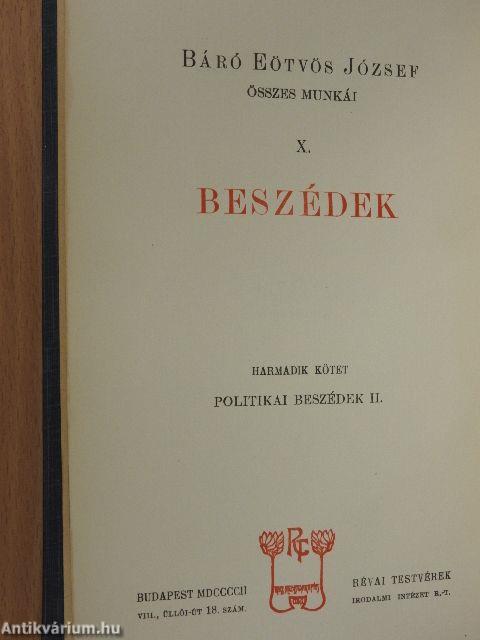 BÁRÓ EÖTVÖS JÓZSEF
ÖSSZES MUNKÁI
X.
BESZÉDEK
HARMADIK KÖTET
POLITIKAI BESZÉDEK II.
BUDAPEST MDCCCCII
VIII., ÜLLŐI-ÚT 18. SZÁM.
RÉVAI TESTVÉREK
IRODALMI INTÉZET R.-T.
Antikvárium.hu